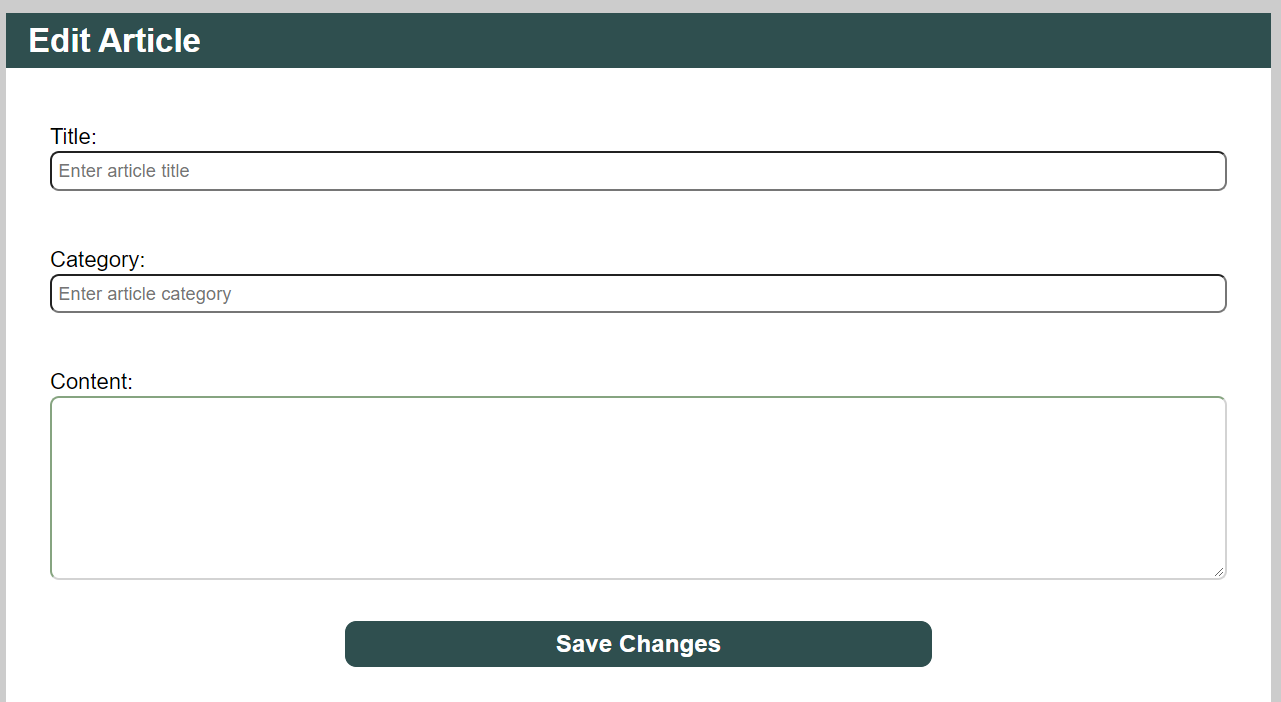 Edit Article
Title:
Enter article title
Category:
Enter article category
Content:
Save Changes